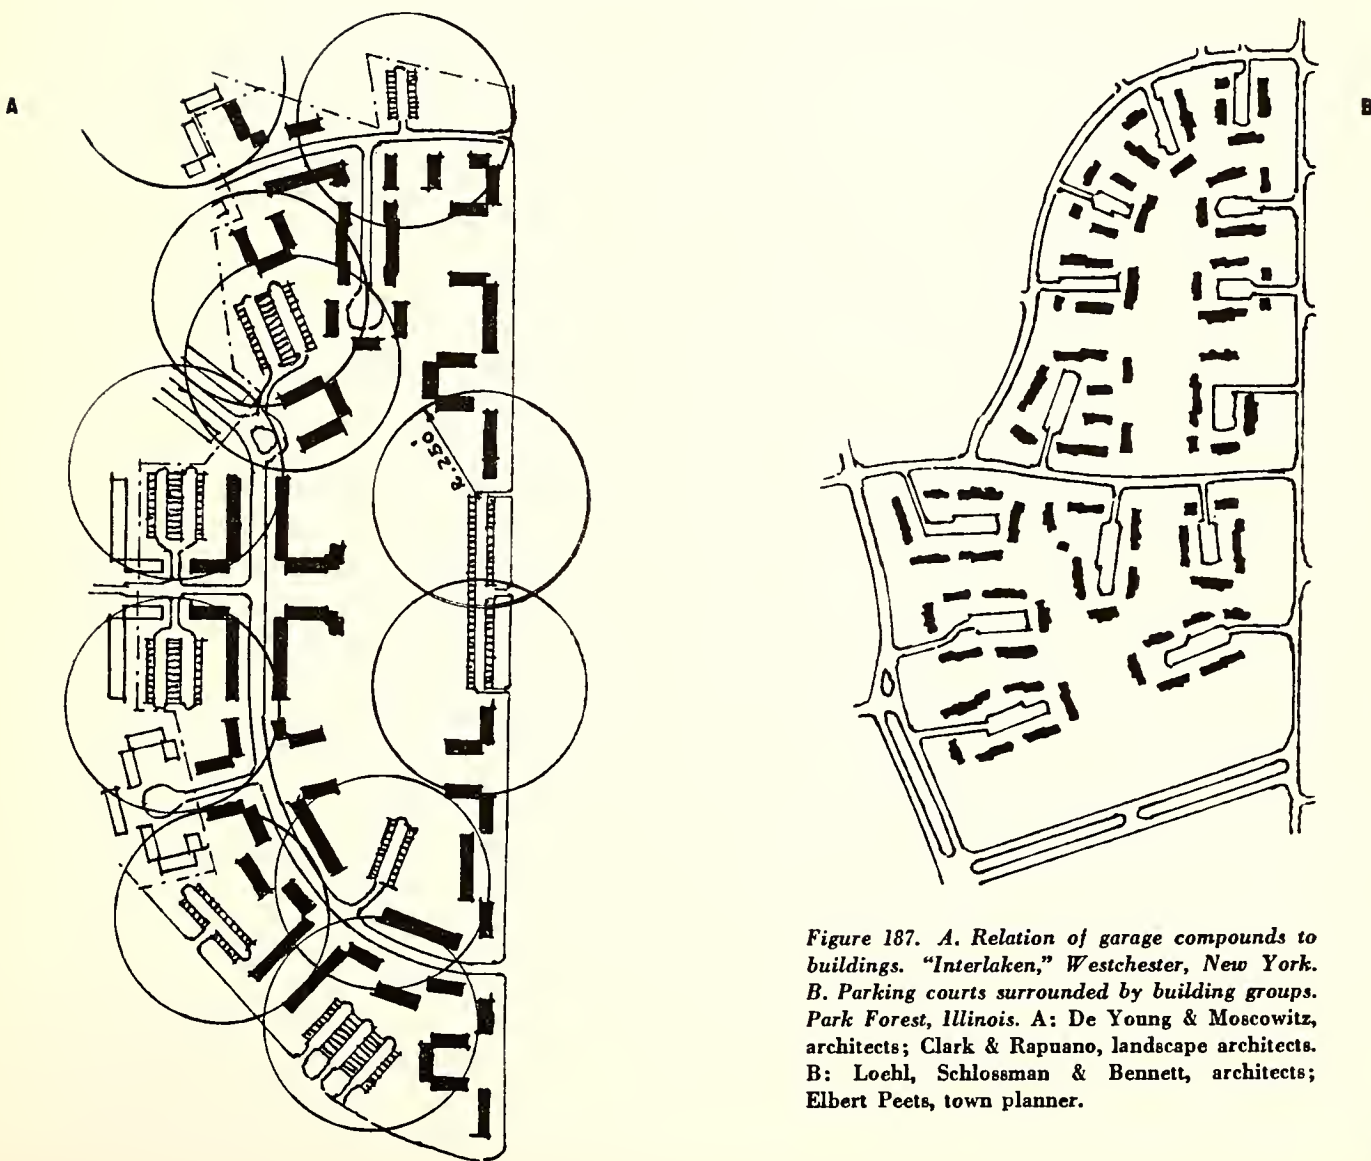 A
B
R. 250'
Figure 187. A. Relation of garage compounds to
buildings. “Interlaken,” Westchester, New York.
B. Parking courts surrounded by building groups.
Park Forest, Illinois. A: De Young & Moscowitz,
architects; Clark & Rapuano, landscape architects.
B: Loehl, Schlossman & Bennett, architects;
Elbert Peets, town planner.